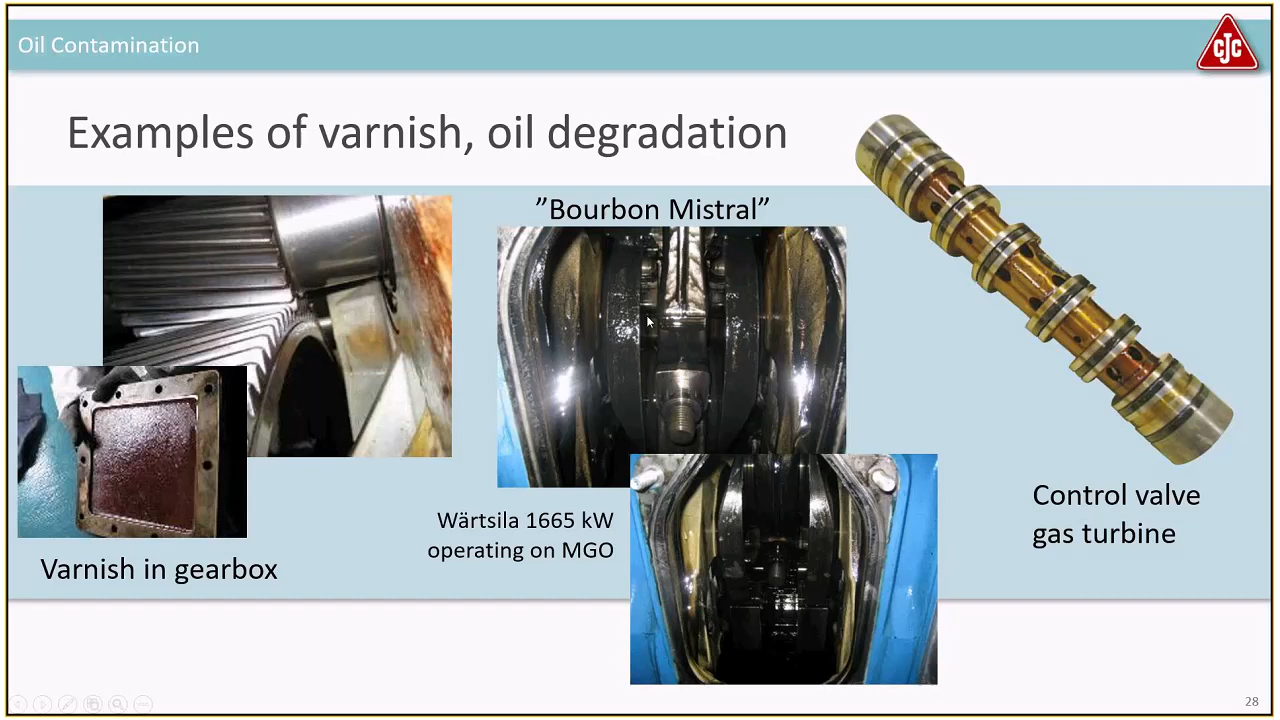 Oil Contamination
CJC
Examples of varnish, oil degradation
”Bourbon Mistral”
Wärtsila 1665 kW
operating on MGO
Control valve
gas turbine
Varnish in gearbox
28